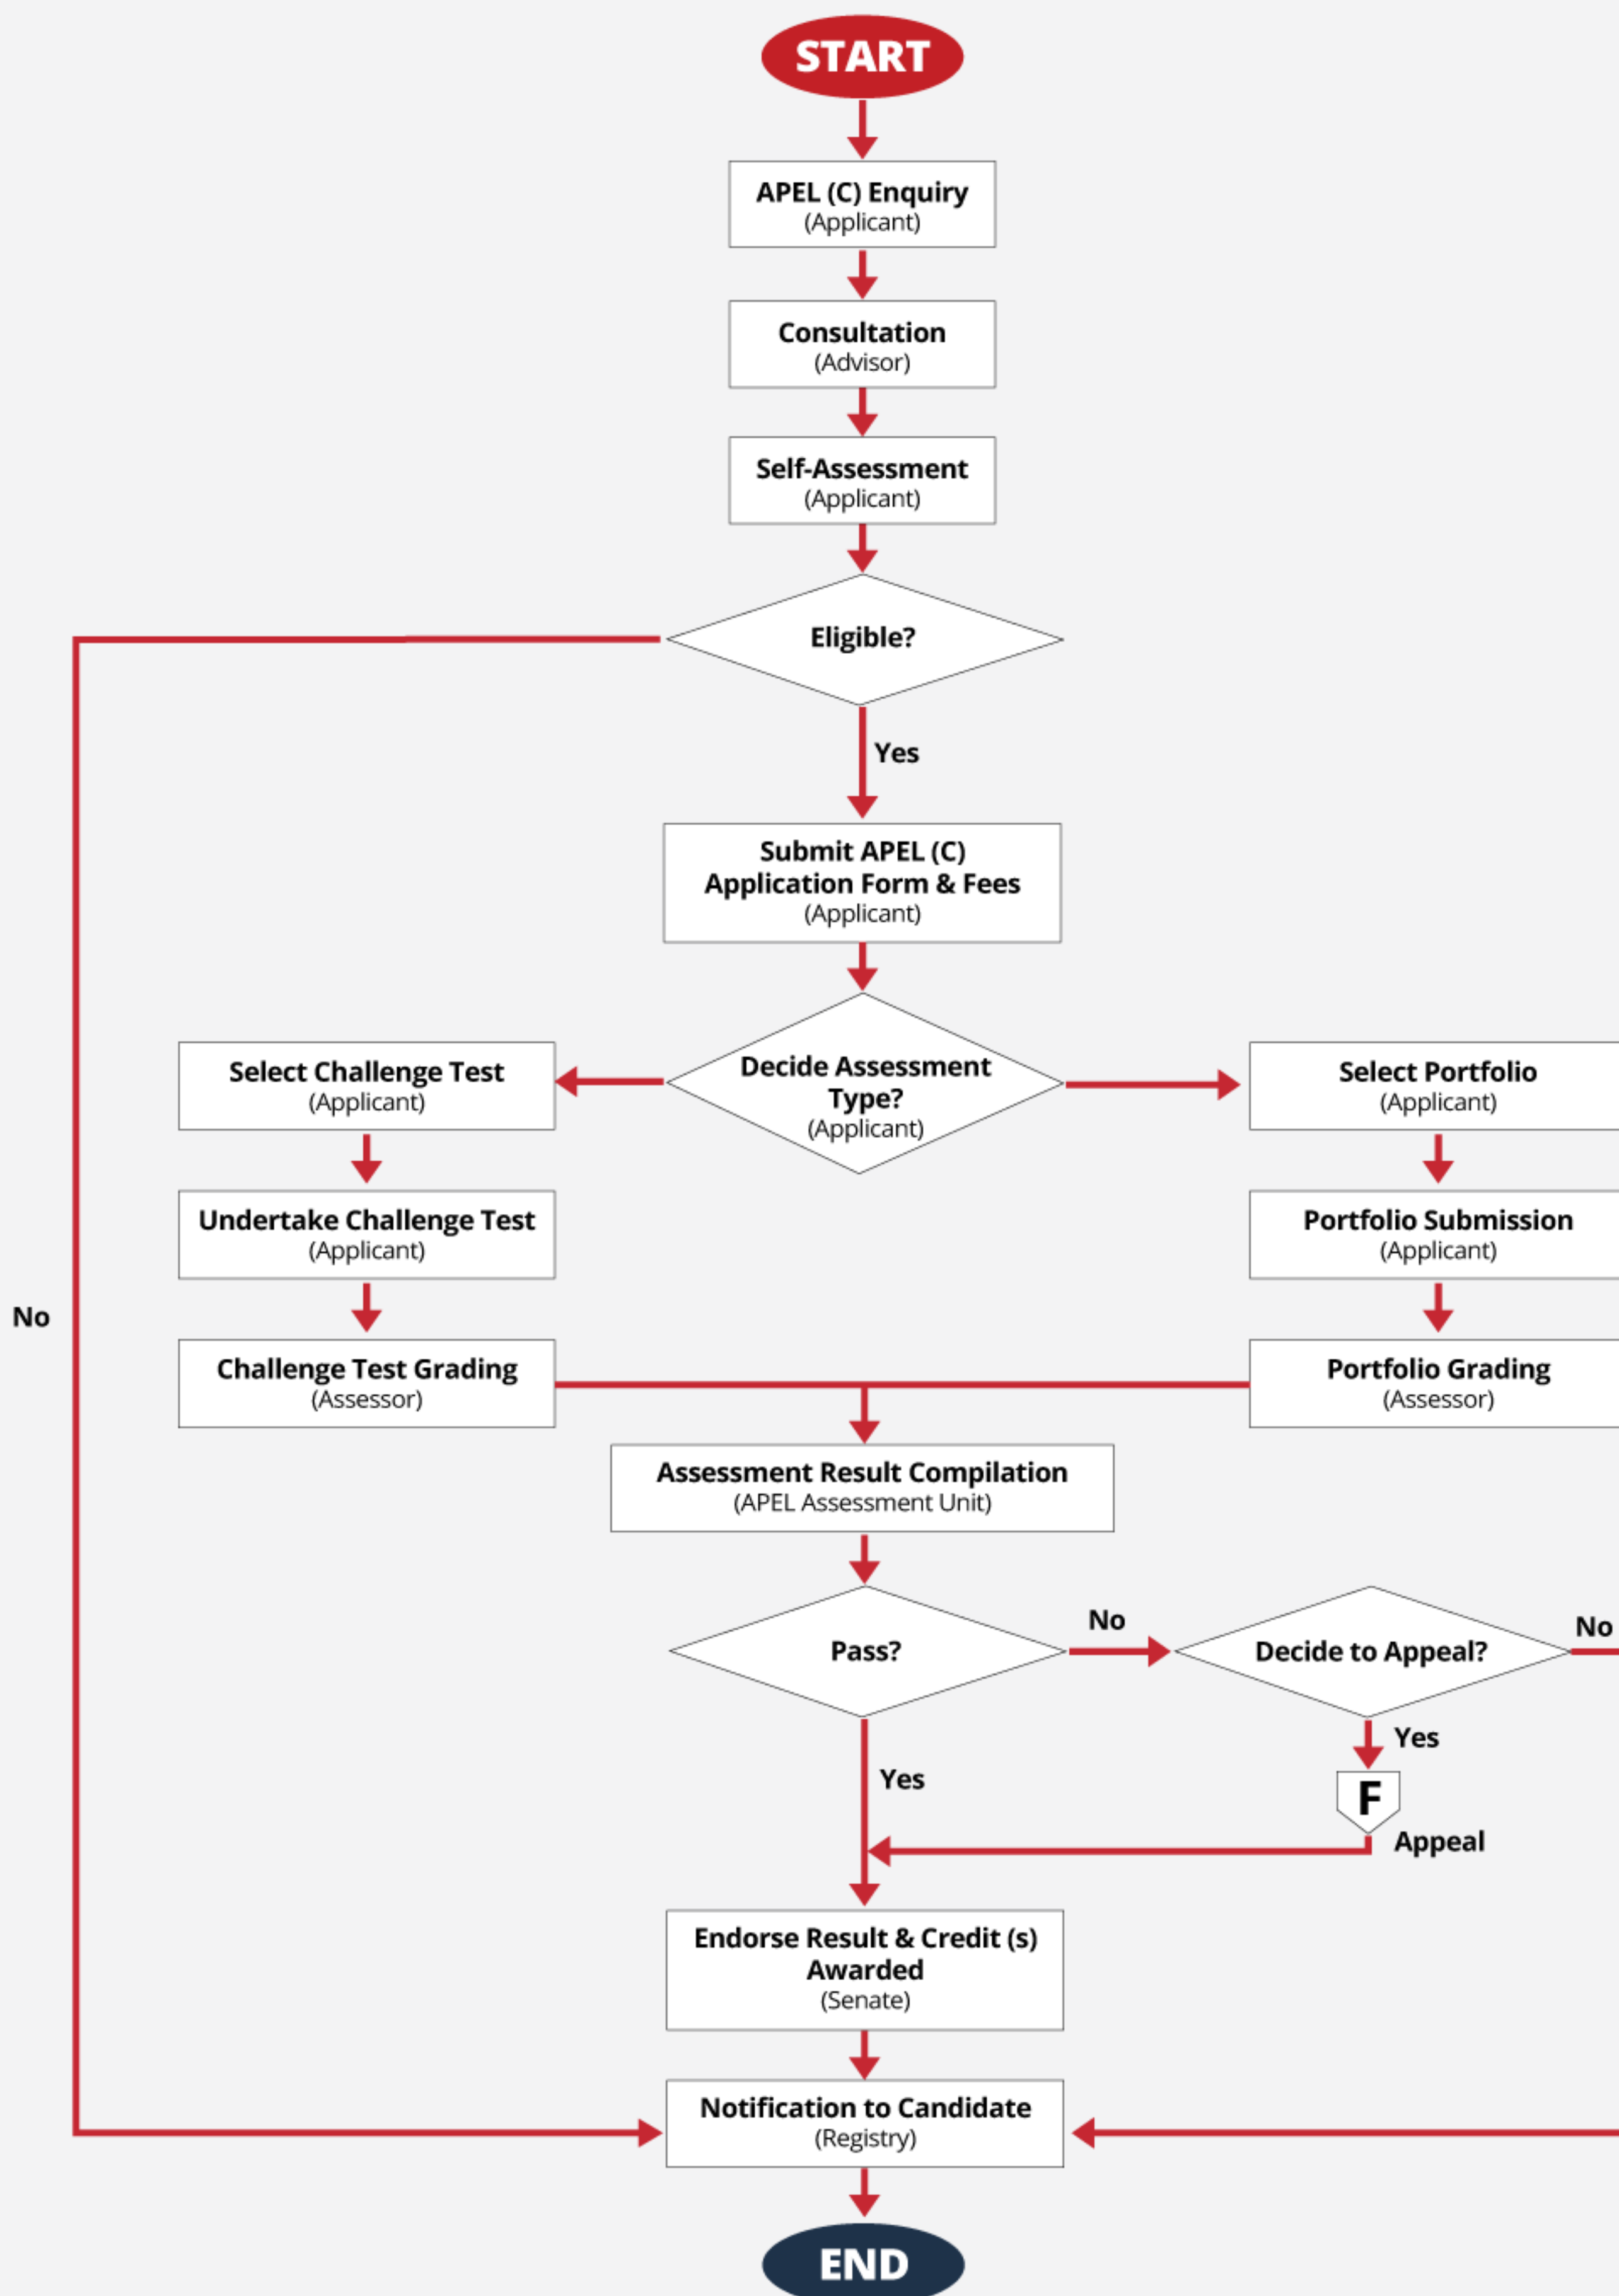 START
APEL (C) Enquiry
(Applicant)
Consultation
(Advisor)
Self-Assessment
(Applicant)
Eligible?
Yes
Submit APEL (C)
Application Form & Fees
(Applicant)
Decide Assessment
Type?
(Applicant)
Select Challenge Test
(Applicant)
Select Portfolio
(Applicant)
Undertake Challenge Test
(Applicant)
Portfolio Submission
(Applicant)
No
Challenge Test Grading
(Assessor)
Portfolio Grading
(Assessor)
Assessment Result Compilation
(APEL Assessment Unit)
Pass?
No
Decide to Appeal?
No
Yes
F
Appeal
Yes
Endorse Result & Credit (s)
Awarded
(Senate)
Notification to Candidate
(Registry)
END